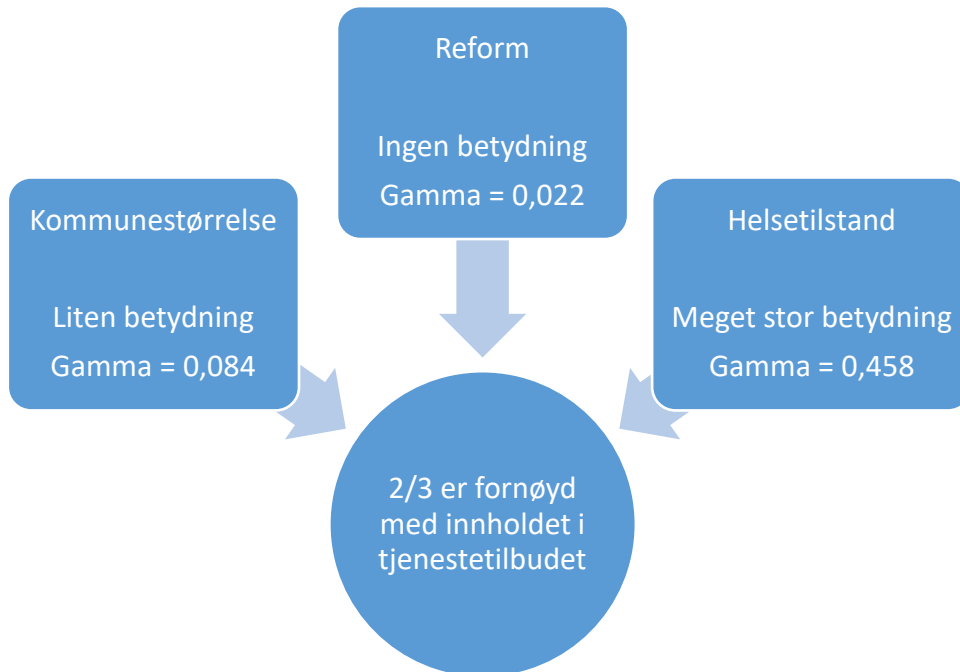 Reform
Ingen betydning
Gamma = 0,022
Kommunestørrelse
Liten betydning
Gamma = 0,084
Helsetilstand
Meget stor betydning
Gamma = 0,458
2/3 er fornøyd
med innholdet i
tjenestetilbudet